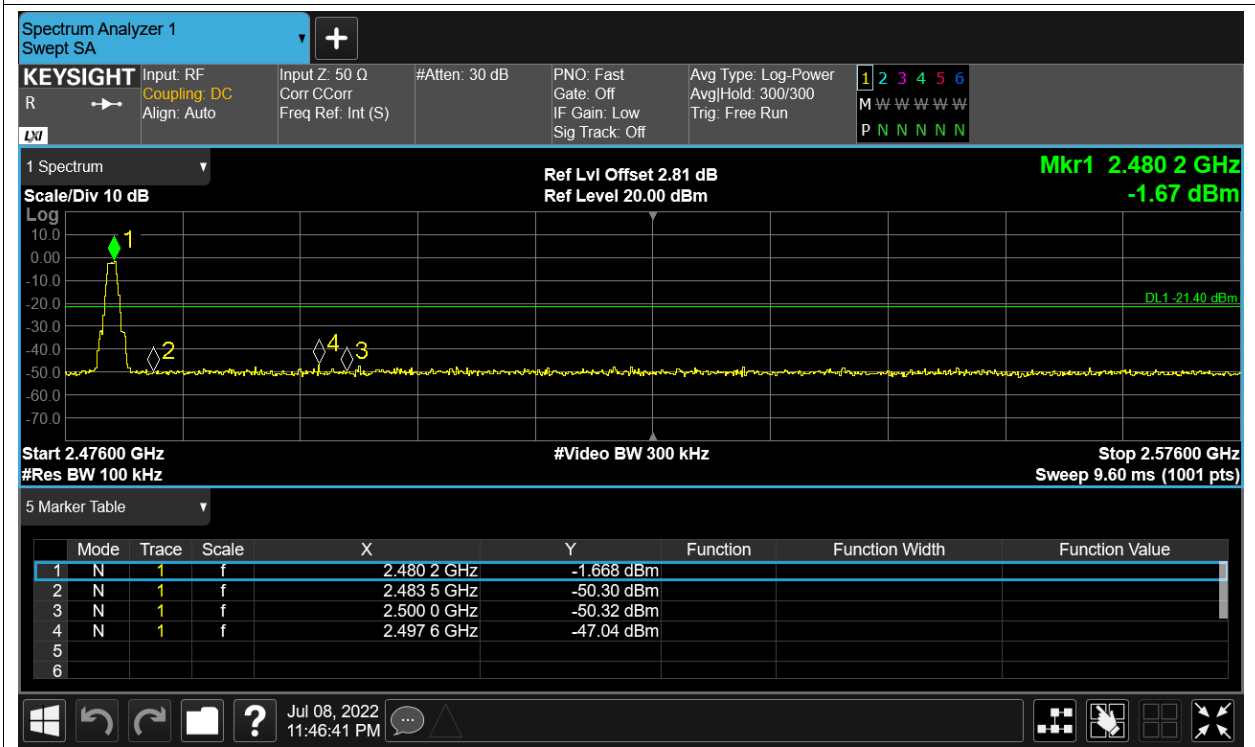 Spectrum Analyzer 1
Swept SA
KEYSIGHT Input: RF Input Z: 50 Ω #Atten: 30 dB PNO: Fast Avg Type: Log-Power 1 2 3 4 5 6
R Coupling: DC Corr CCorr Gate: Off Avg|Hold: 300/300 M W W W W W
Align: Auto Freq Ref: Int (S) IF Gain: Low Trig: Free Run
LXI Sig Track: Off P N N N N N
1 Spectrum Ref Lvl Offset 2.81 dB Mkr1 2.480 2 GHz
Scale/Div 10 dB Ref Level 20.00 dBm -1.67 dBm
Log
10.0 1
0.00
-10.0
-20.0 DL1 -21.40 dBm
-30.0
-40.0 2 4 3
-50.0
-60.0
-70.0
Start 2.47600 GHz #Video BW 300 kHz Stop 2.57600 GHz
#Res BW 100 kHz Sweep 9.60 ms (1001 pts)
5 Marker Table
Mode Trace Scale X Y Function Function Width Function Value
1 N 1 f 2.480 2 GHz -1.668 dBm
2 N 1 f 2.483 5 GHz -50.30 dBm
3 N 1 f 2.500 0 GHz -50.32 dBm
4 N 1 f 2.497 6 GHz -47.04 dBm
5
6
? Jul 08, 2022
11:46:41 PM